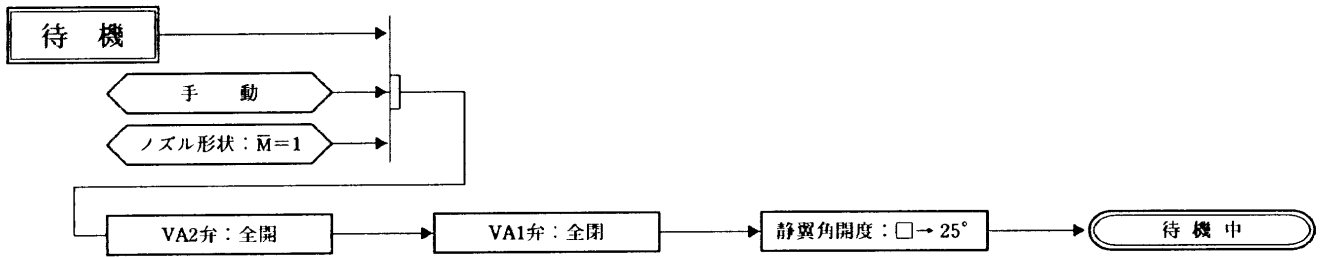 待 機
手 動
ノズル形状：M̄=1
VA2弁：全開
VA1弁：全閉
静翼角開度：□→25°
待 機 中